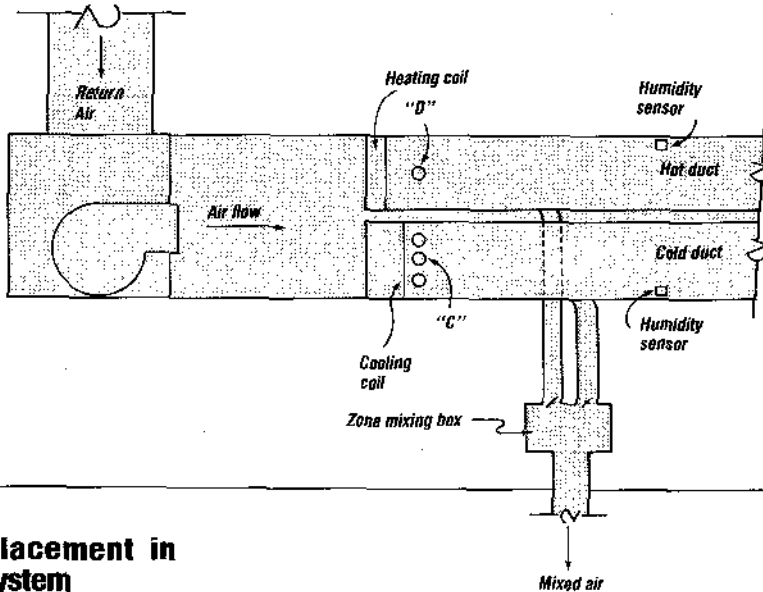 Return
Air
Heating coil
"D"
Humidity
sensor
Hot duct
Air flow
Cold duct
"C"
Humidity
sensor
Cooling
coil
Zone mixing box
lacement in
ystem
Mixed air